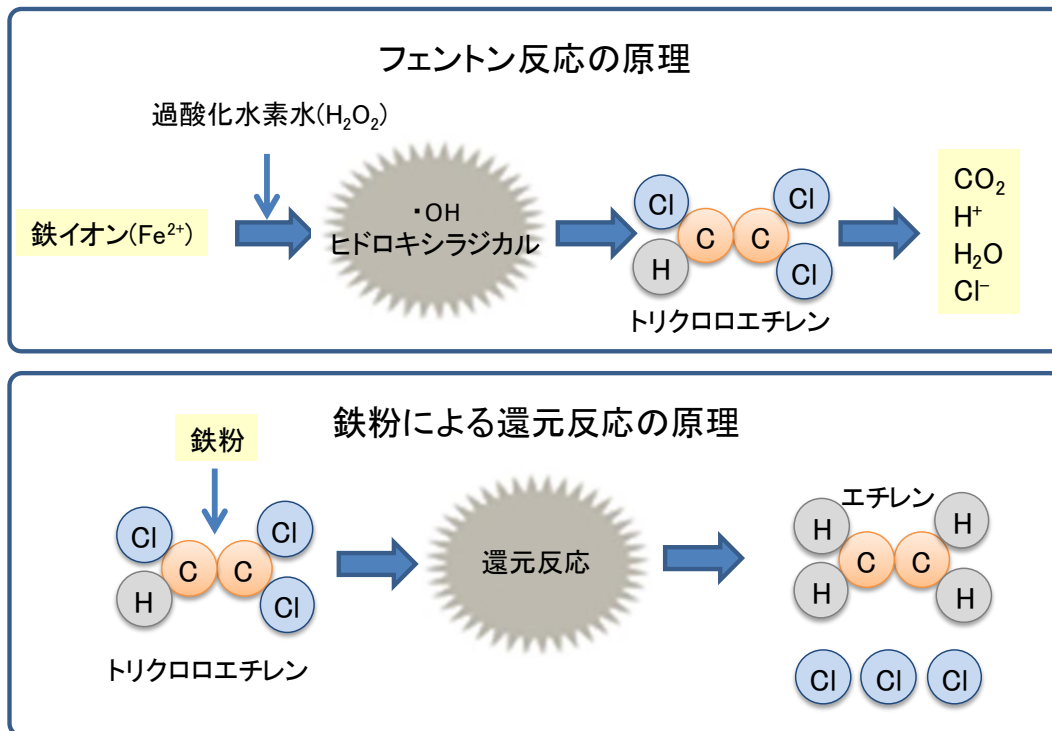 フェントン反応の原理
過酸化水素水(H₂O₂)
鉄イオン(Fe²⁺)
・OH
ヒドロキシラジカル
Cl
H
C
C
Cl
Cl
トリクロロエチレン
CO₂
H⁺
H₂O
Cl⁻
鉄粉による還元反応の原理
鉄粉
Cl
H
C
C
Cl
Cl
トリクロロエチレン
還元反応
エチレン
H
H
C
C
H
H
Cl
Cl
Cl